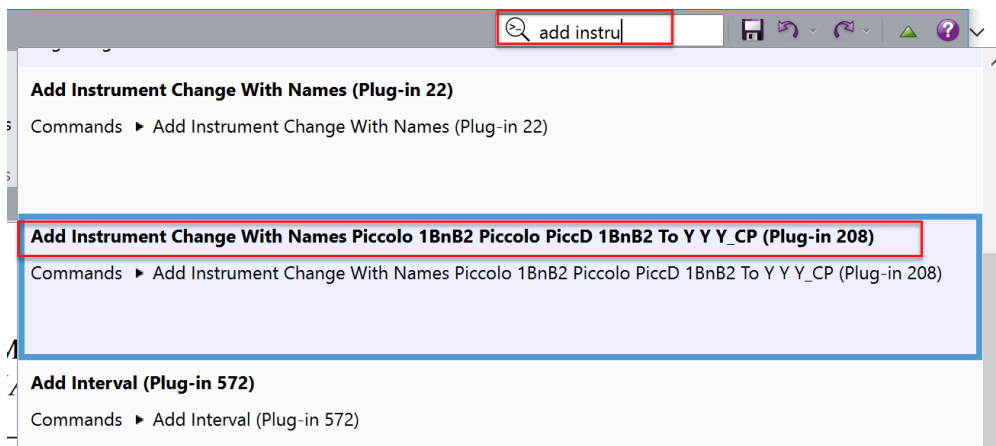 add instru
Add Instrument Change With Names (Plug-in 22)
Commands ▶ Add Instrument Change With Names (Plug-in 22)
Add Instrument Change With Names Piccolo 1BnB2 Piccolo PiccD 1BnB2 To Y Y Y_CP (Plug-in 208)
Commands ▶ Add Instrument Change With Names Piccolo 1BnB2 Piccolo PiccD 1BnB2 To Y Y Y_CP (Plug-in 208)
Add Interval (Plug-in 572)
Commands ▶ Add Interval (Plug-in 572)